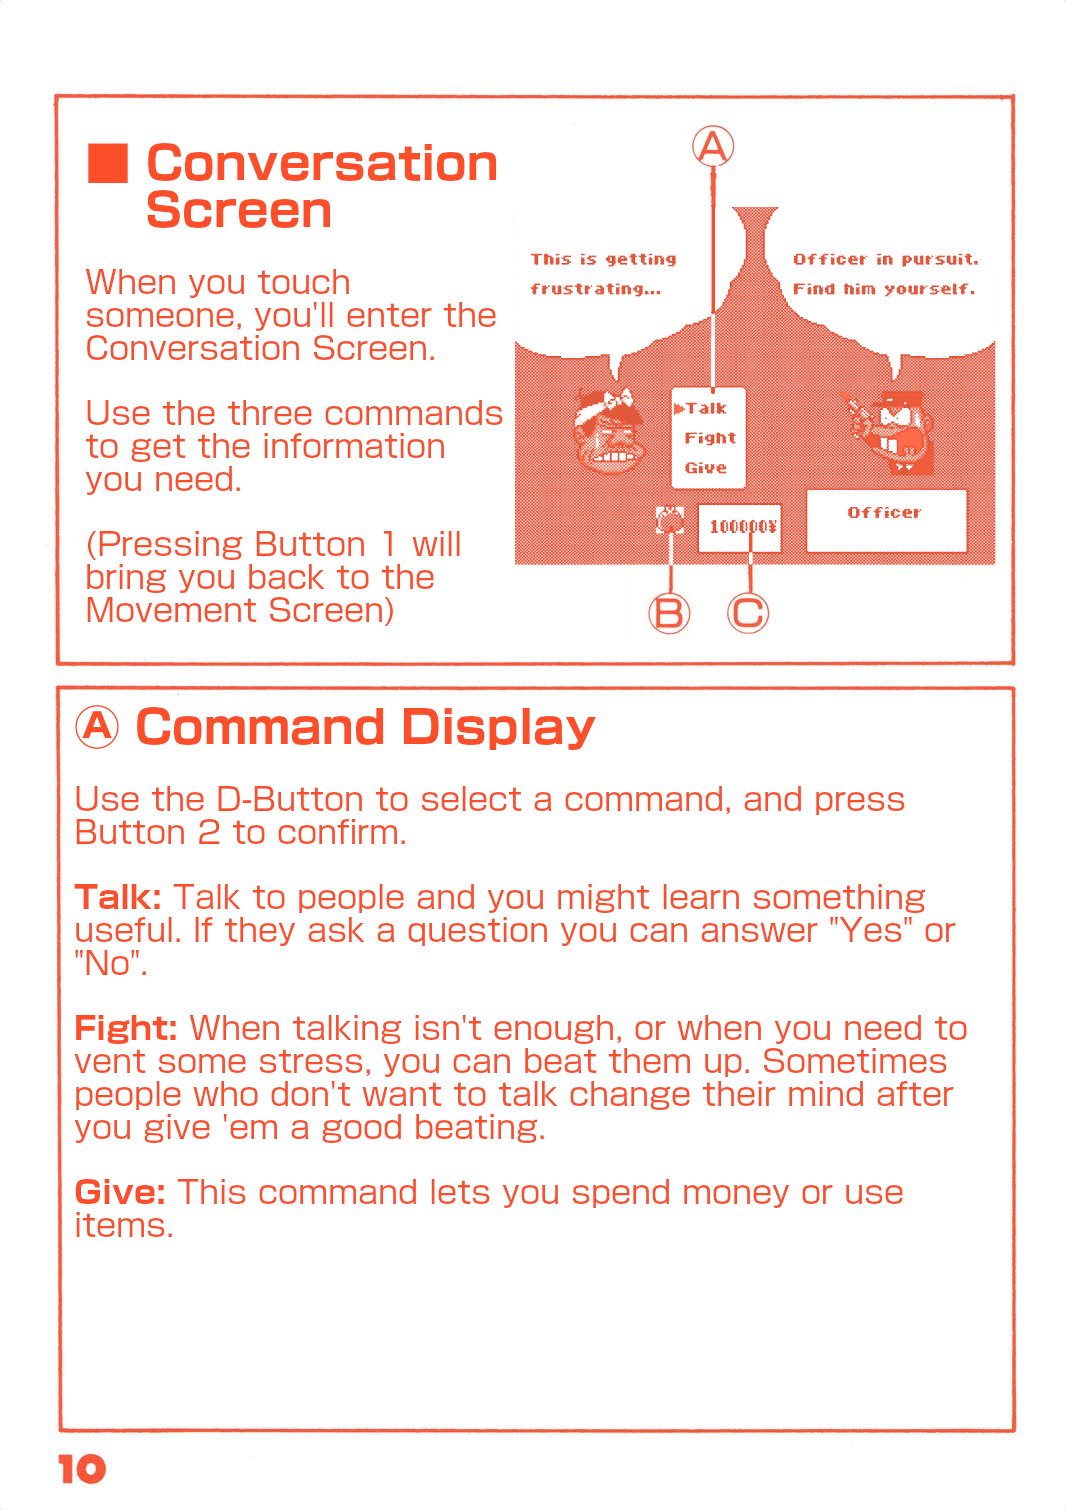 ■ Conversation
Screen
When you touch
someone, you'll enter the
Conversation Screen.
Use the three commands
to get the information
you need.
(Pressing Button 1 will
bring you back to the
Movement Screen)
A
This is getting
frustrating...
Officer in pursuit.
Find him yourself.
Talk
Fight
Give
100000¥
Officer
B
C
A Command Display
Use the D-Button to select a command, and press
Button 2 to confirm.
Talk: Talk to people and you might learn something
useful. If they ask a question you can answer "Yes" or
"No".
Fight: When talking isn't enough, or when you need to
vent some stress, you can beat them up. Sometimes
people who don't want to talk change their mind after
you give 'em a good beating.
Give: This command lets you spend money or use
items.
10